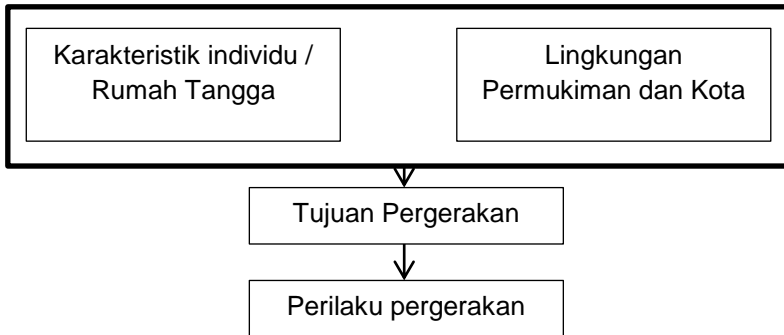 Karakteristik individu /
Rumah Tangga
Lingkungan
Permukiman dan Kota
Tujuan Pergerakan
Perilaku pergerakan